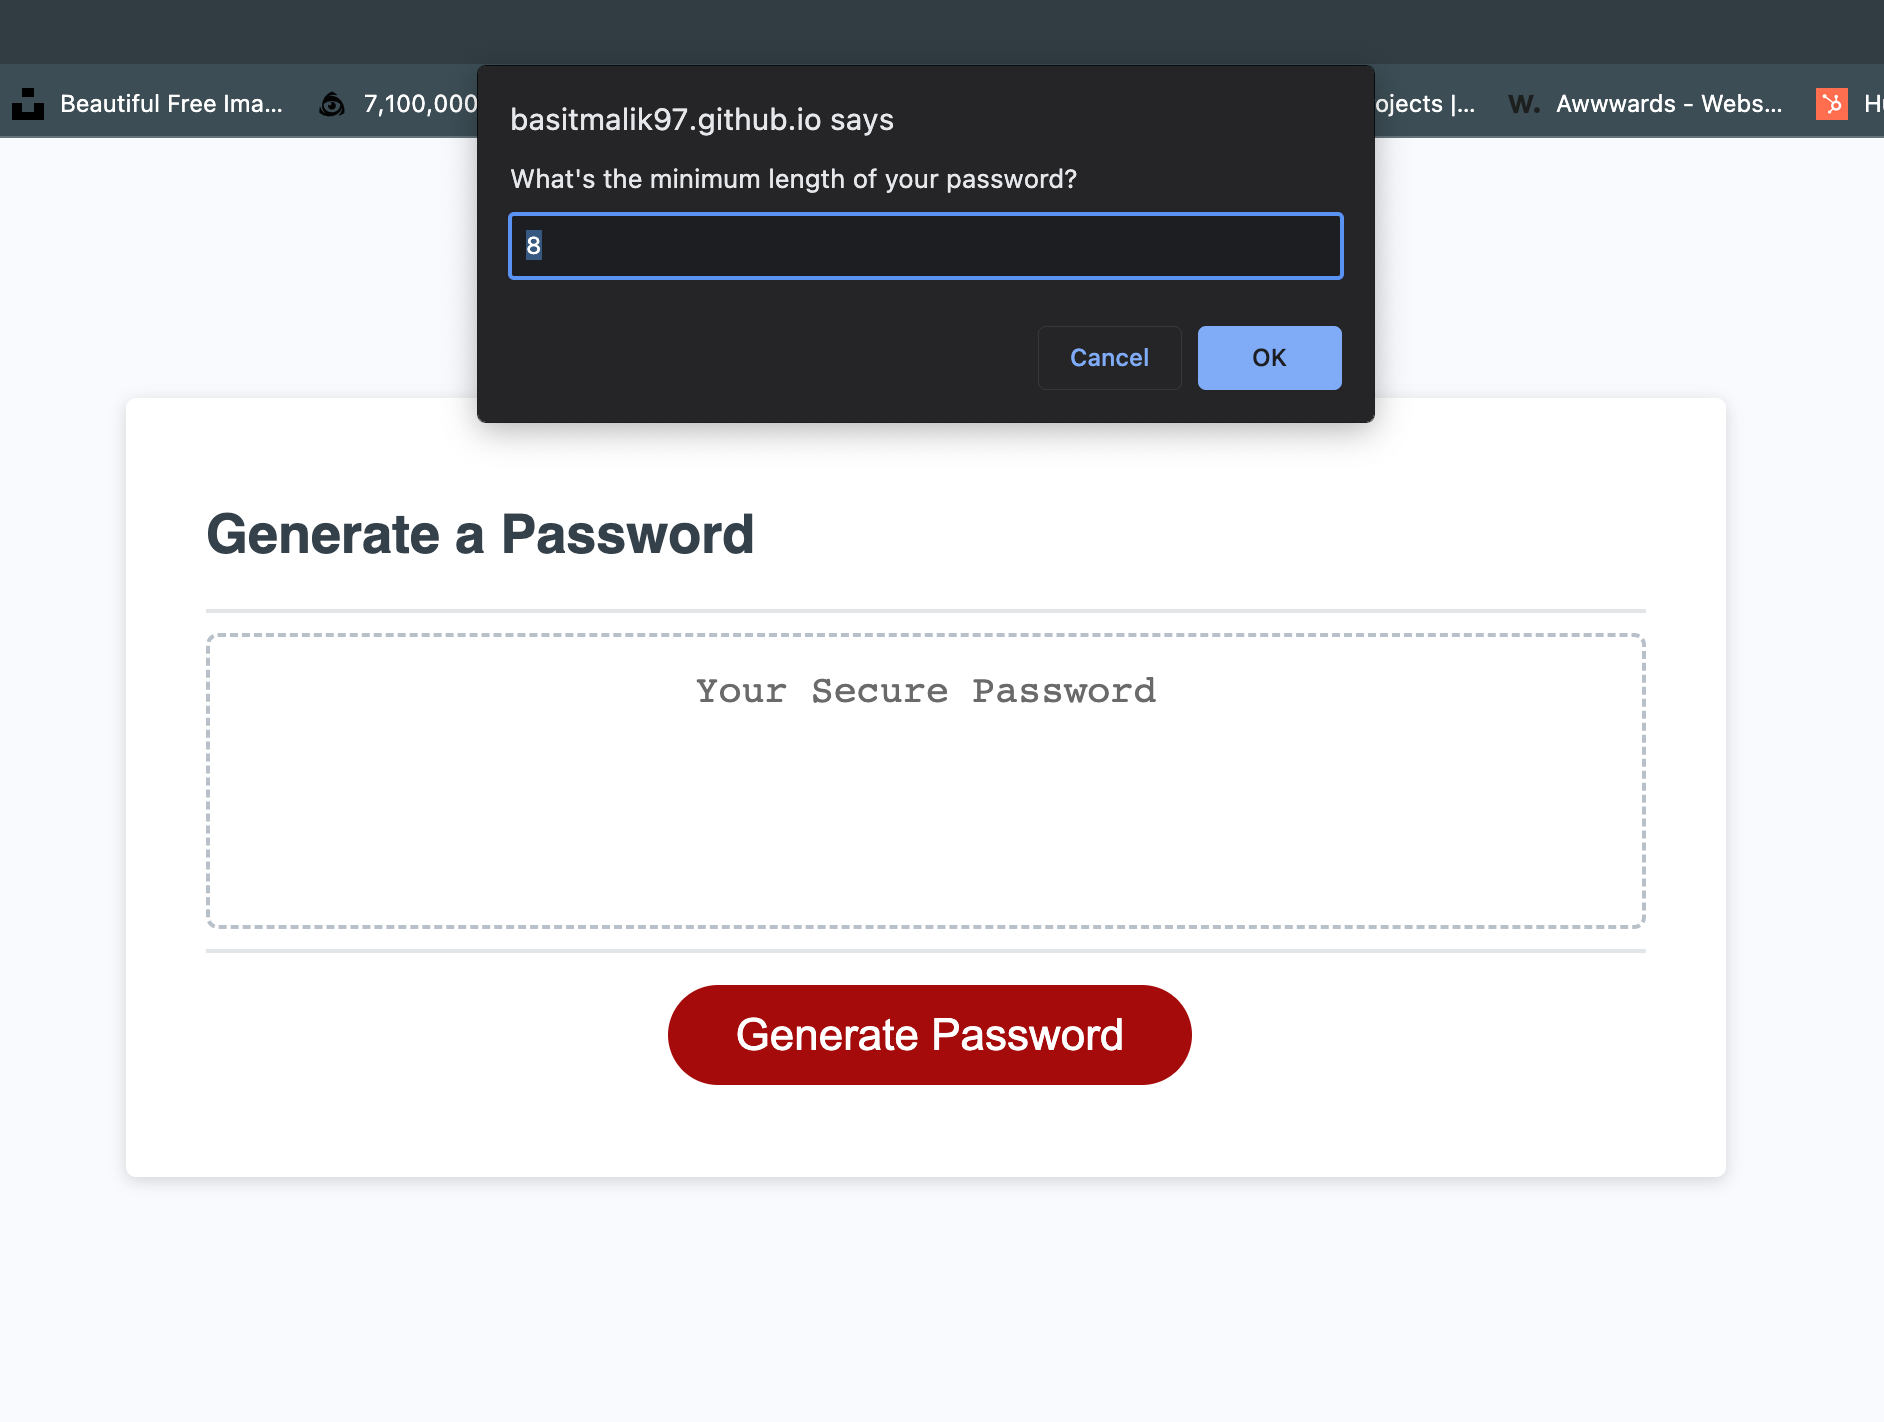 Beautiful Free Ima...
7,100,000
ojects |...
W. Awwwards - Webs...
basitmalik97.github.io says
What's the minimum length of your password?
8
Cancel
OK
Generate a Password
Your Secure Password
Generate Password